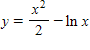 y = x²/2 − ln x